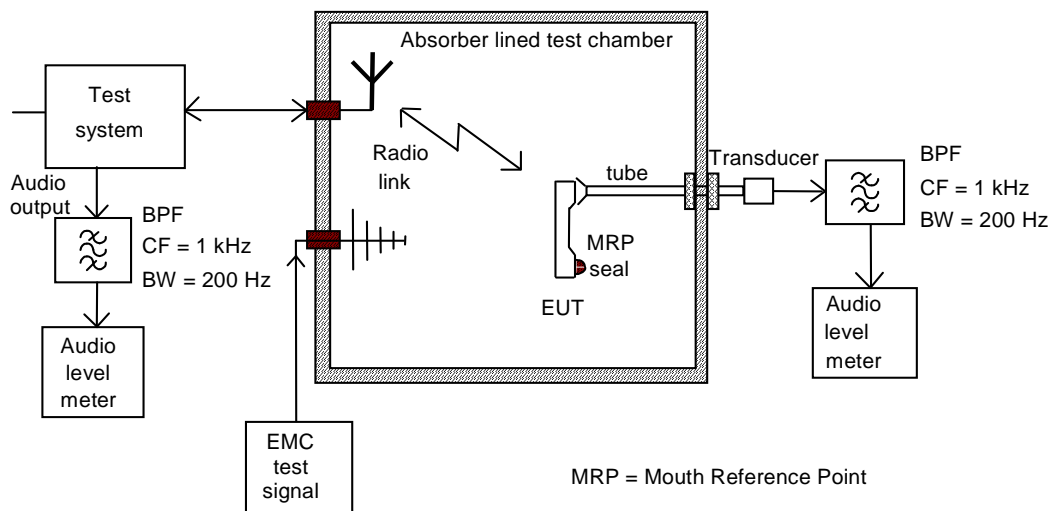 Absorber lined test chamber
Test
system
Radio
link
Audio
output
BPF
CF = 1 kHz
BW = 200 Hz
Audio
level
meter
EMC
test
signal
tube
MRP
seal
EUT
Transducer
BPF
CF = 1 kHz
BW = 200 Hz
Audio
level
meter
MRP = Mouth Reference Point